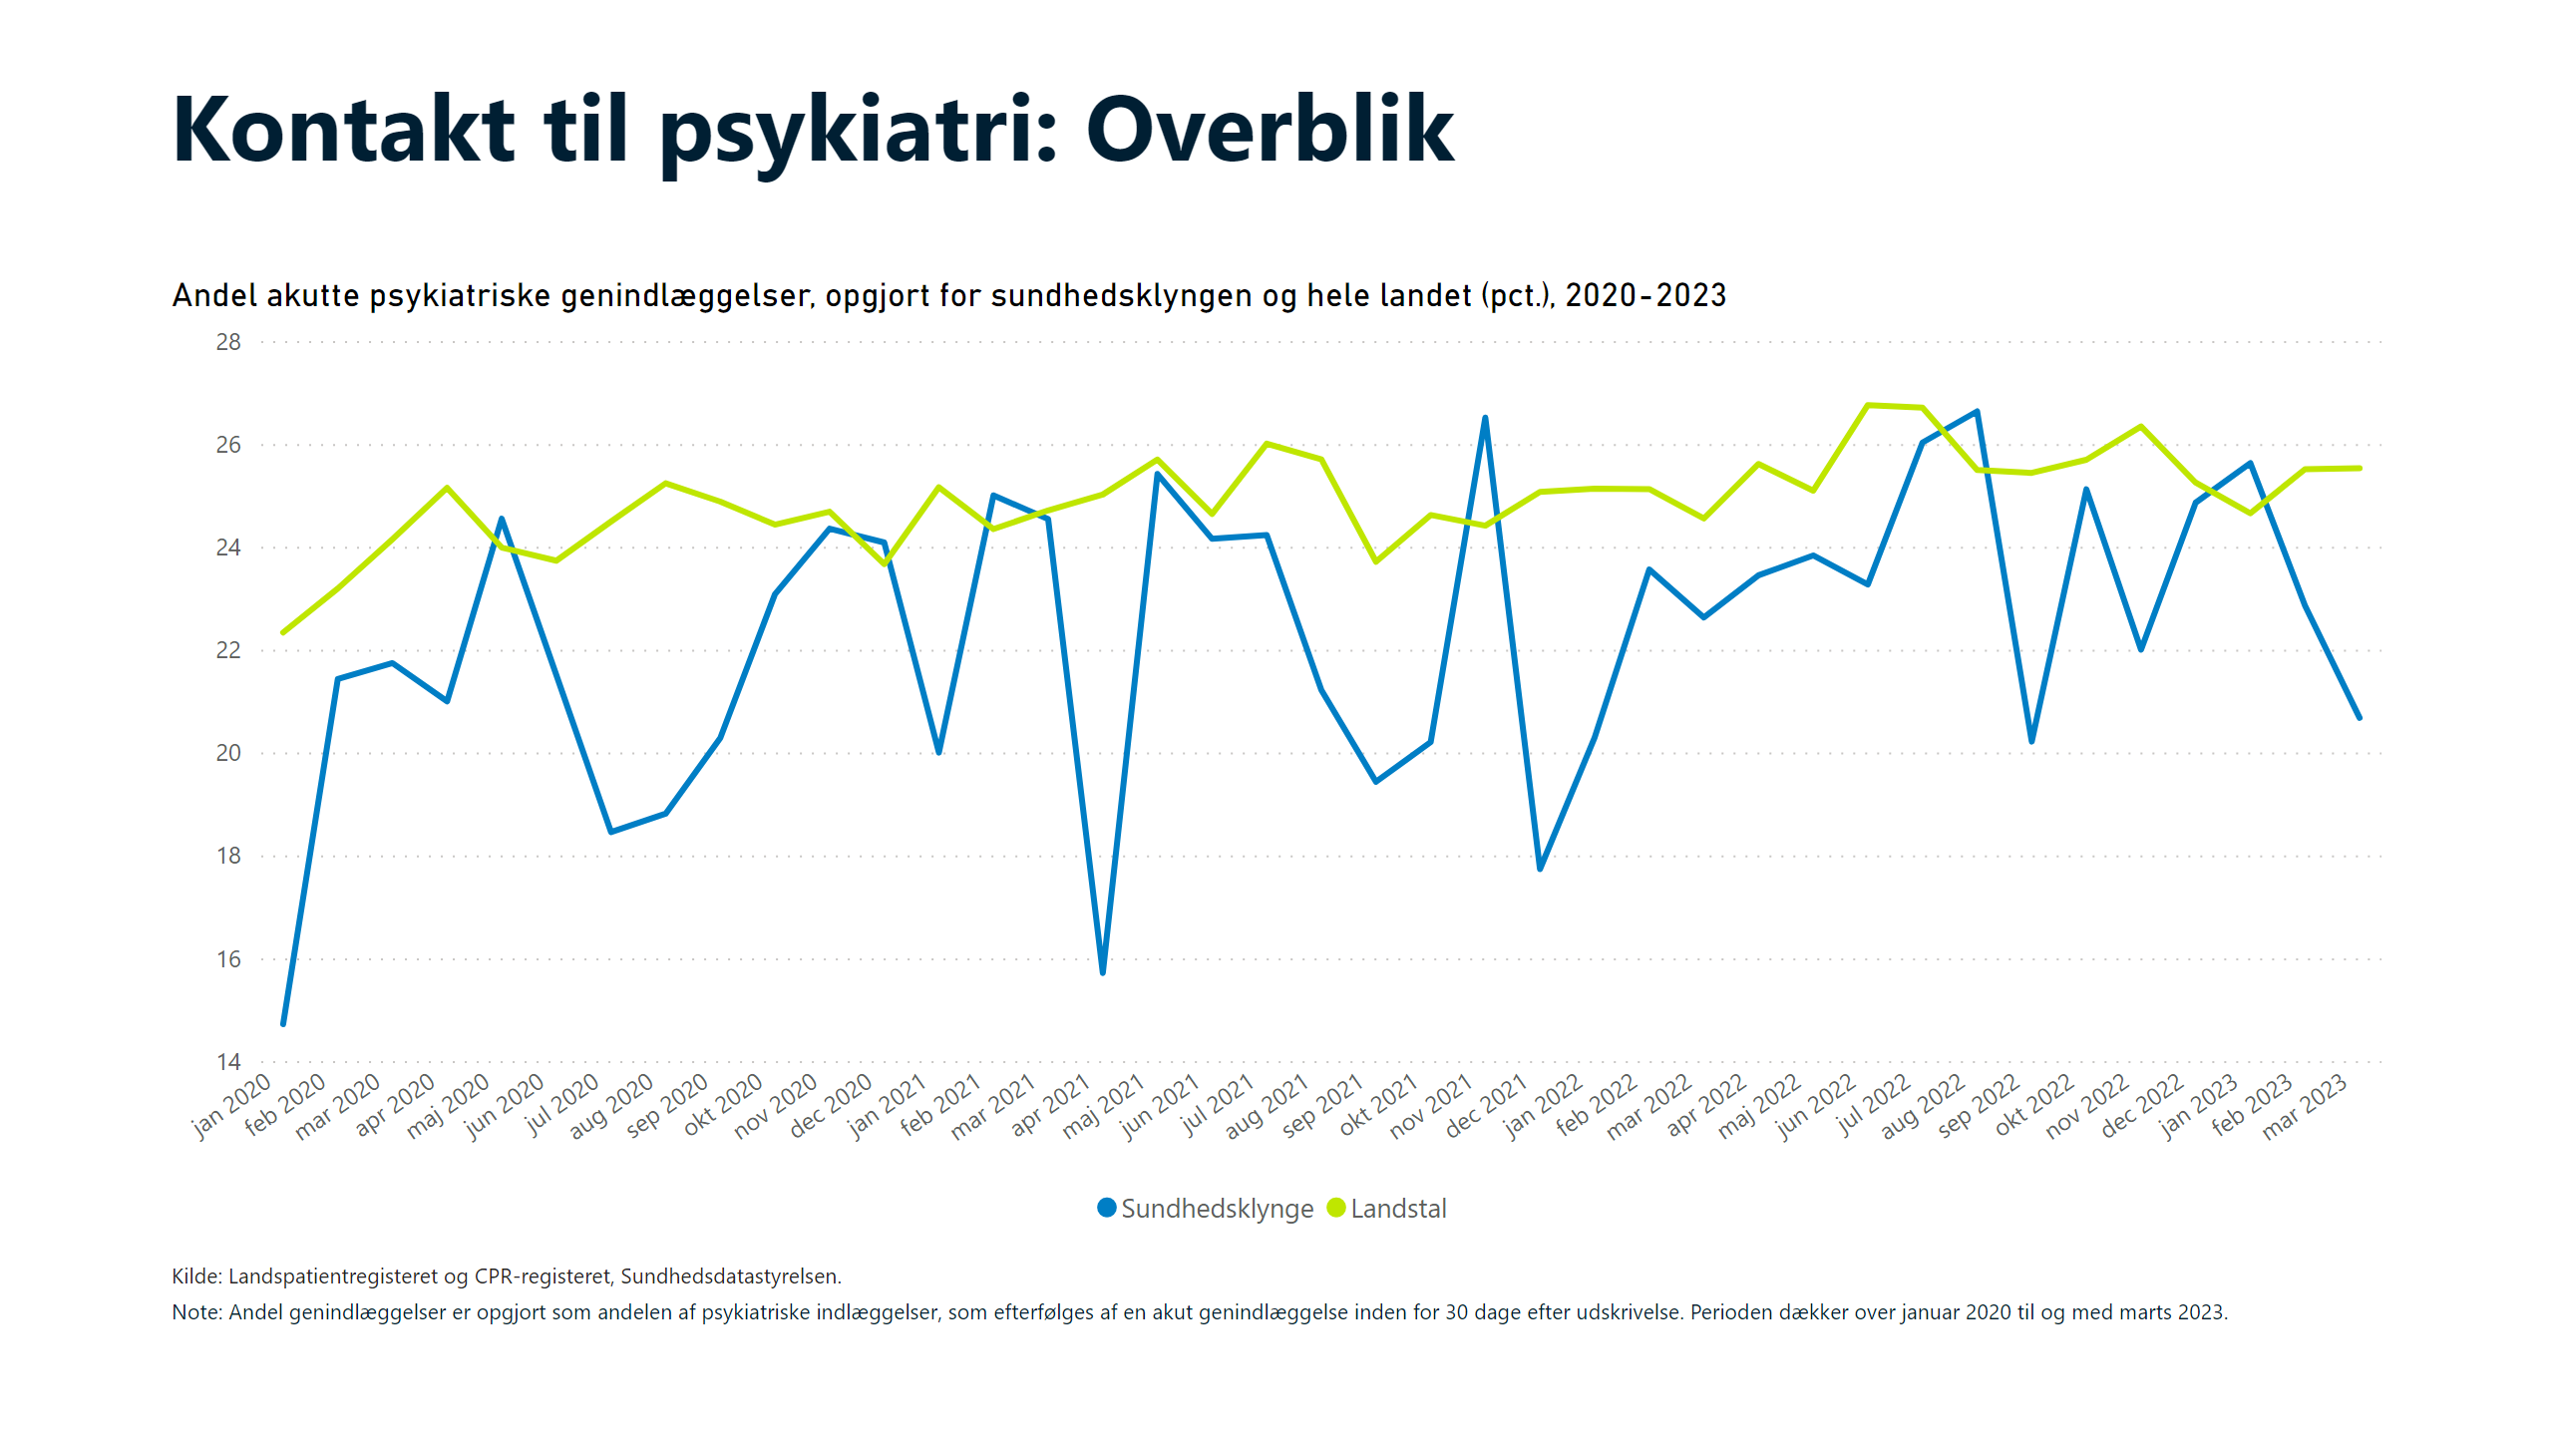 Kontakt til psykiatri: Overblik
Andel akutte psykiatriske genindlæggelser, opgjort for sundhedsklyngen og hele landet (pct.), 2020-2023
28
26
24
22
20
18
16
14
jan 2020
feb 2020
mar 2020
apr 2020
maj 2020
jun 2020
jul 2020
aug 2020
sep 2020
okt 2020
nov 2020
dec 2020
jan 2021
feb 2021
mar 2021
apr 2021
maj 2021
jun 2021
jul 2021
aug 2021
sep 2021
okt 2021
nov 2021
dec 2021
jan 2022
feb 2022
mar 2022
apr 2022
maj 2022
jun 2022
jul 2022
aug 2022
sep 2022
okt 2022
nov 2022
dec 2022
jan 2023
feb 2023
mar 2023
Sundhedsklynge Landstal
Kilde: Landspatientregisteret og CPR-registeret, Sundhedsdatastyrelsen.
Note: Andel genindlæggelser er opgjort som andelen af psykiatriske indlæggelser, som efterfølges af en akut genindlæggelse inden for 30 dage efter udskrivelse. Perioden dækker over januar 2020 til og med marts 2023.